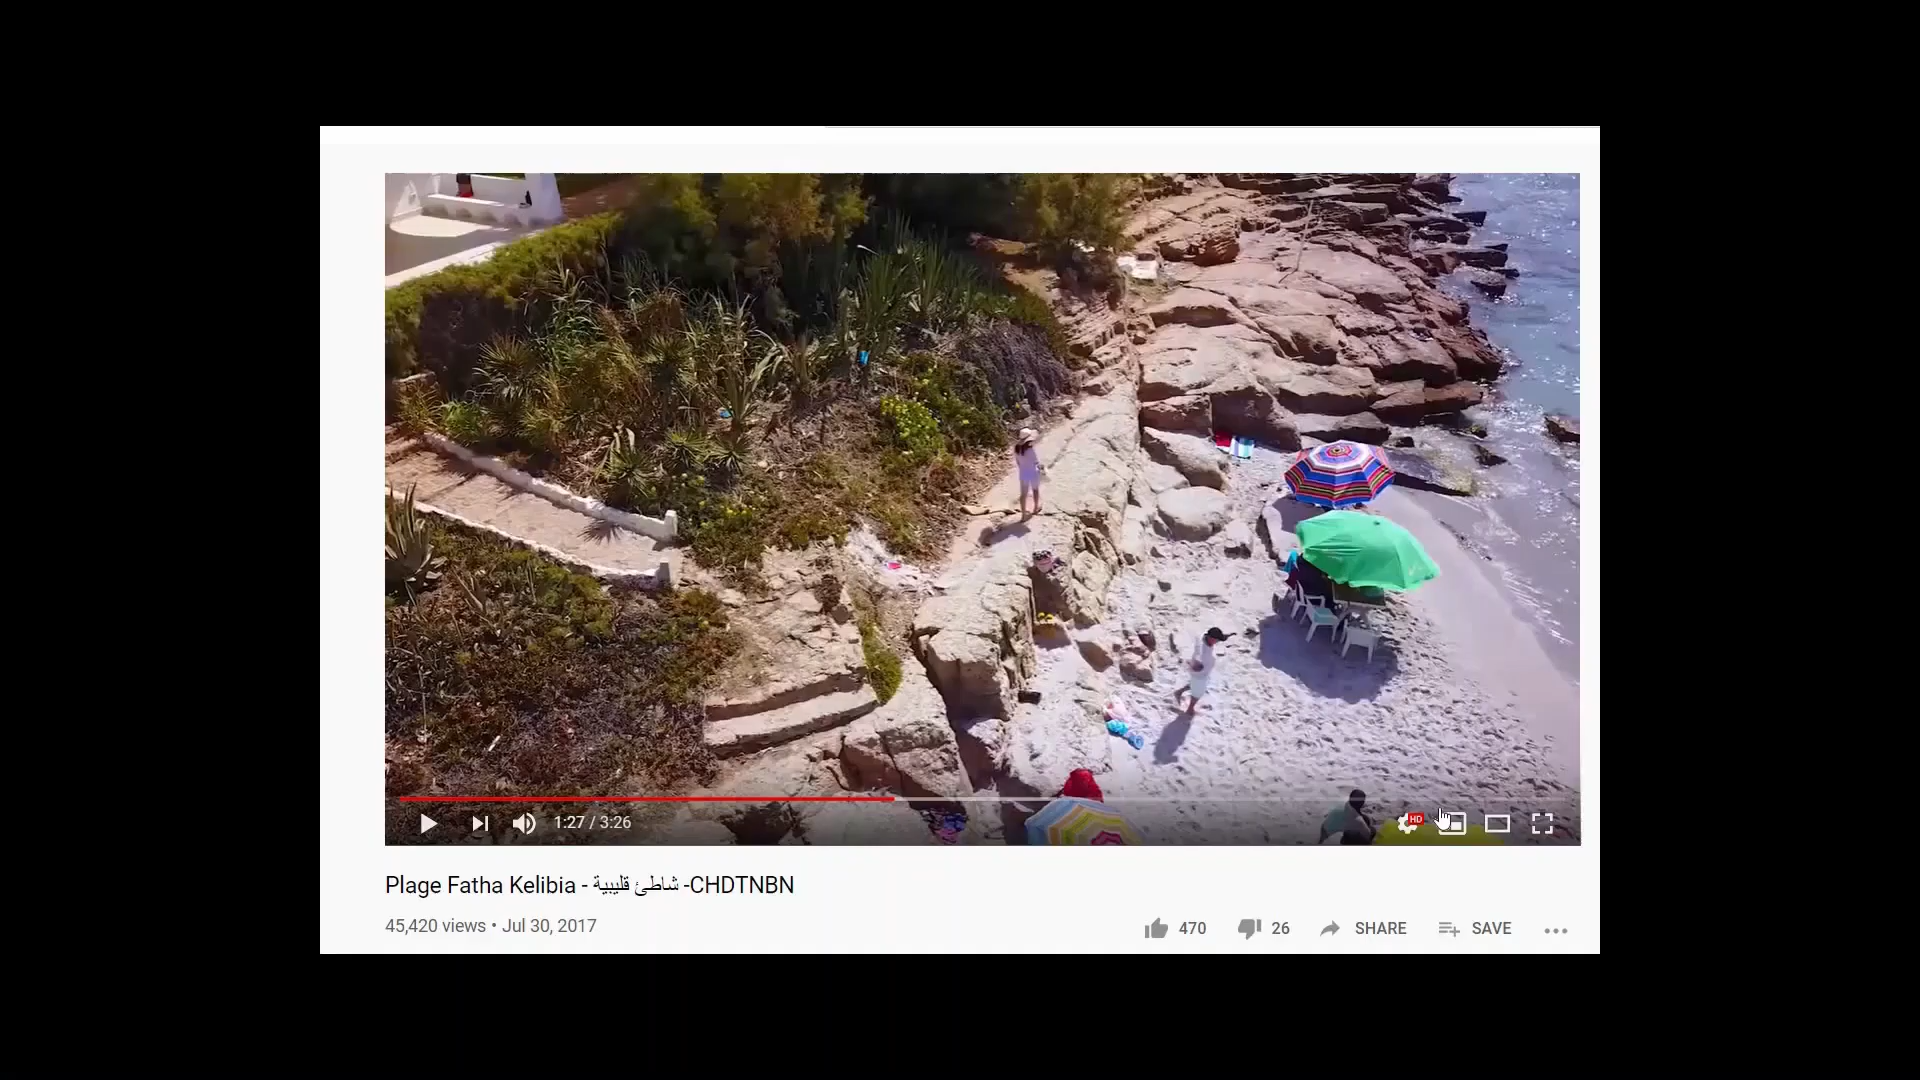 HD
1:27 / 3:26
Plage Fatha Kelibia - شاطئ قليبية -CHDTNBN
45,420 views • Jul 30, 2017
470 26 SHARE SAVE